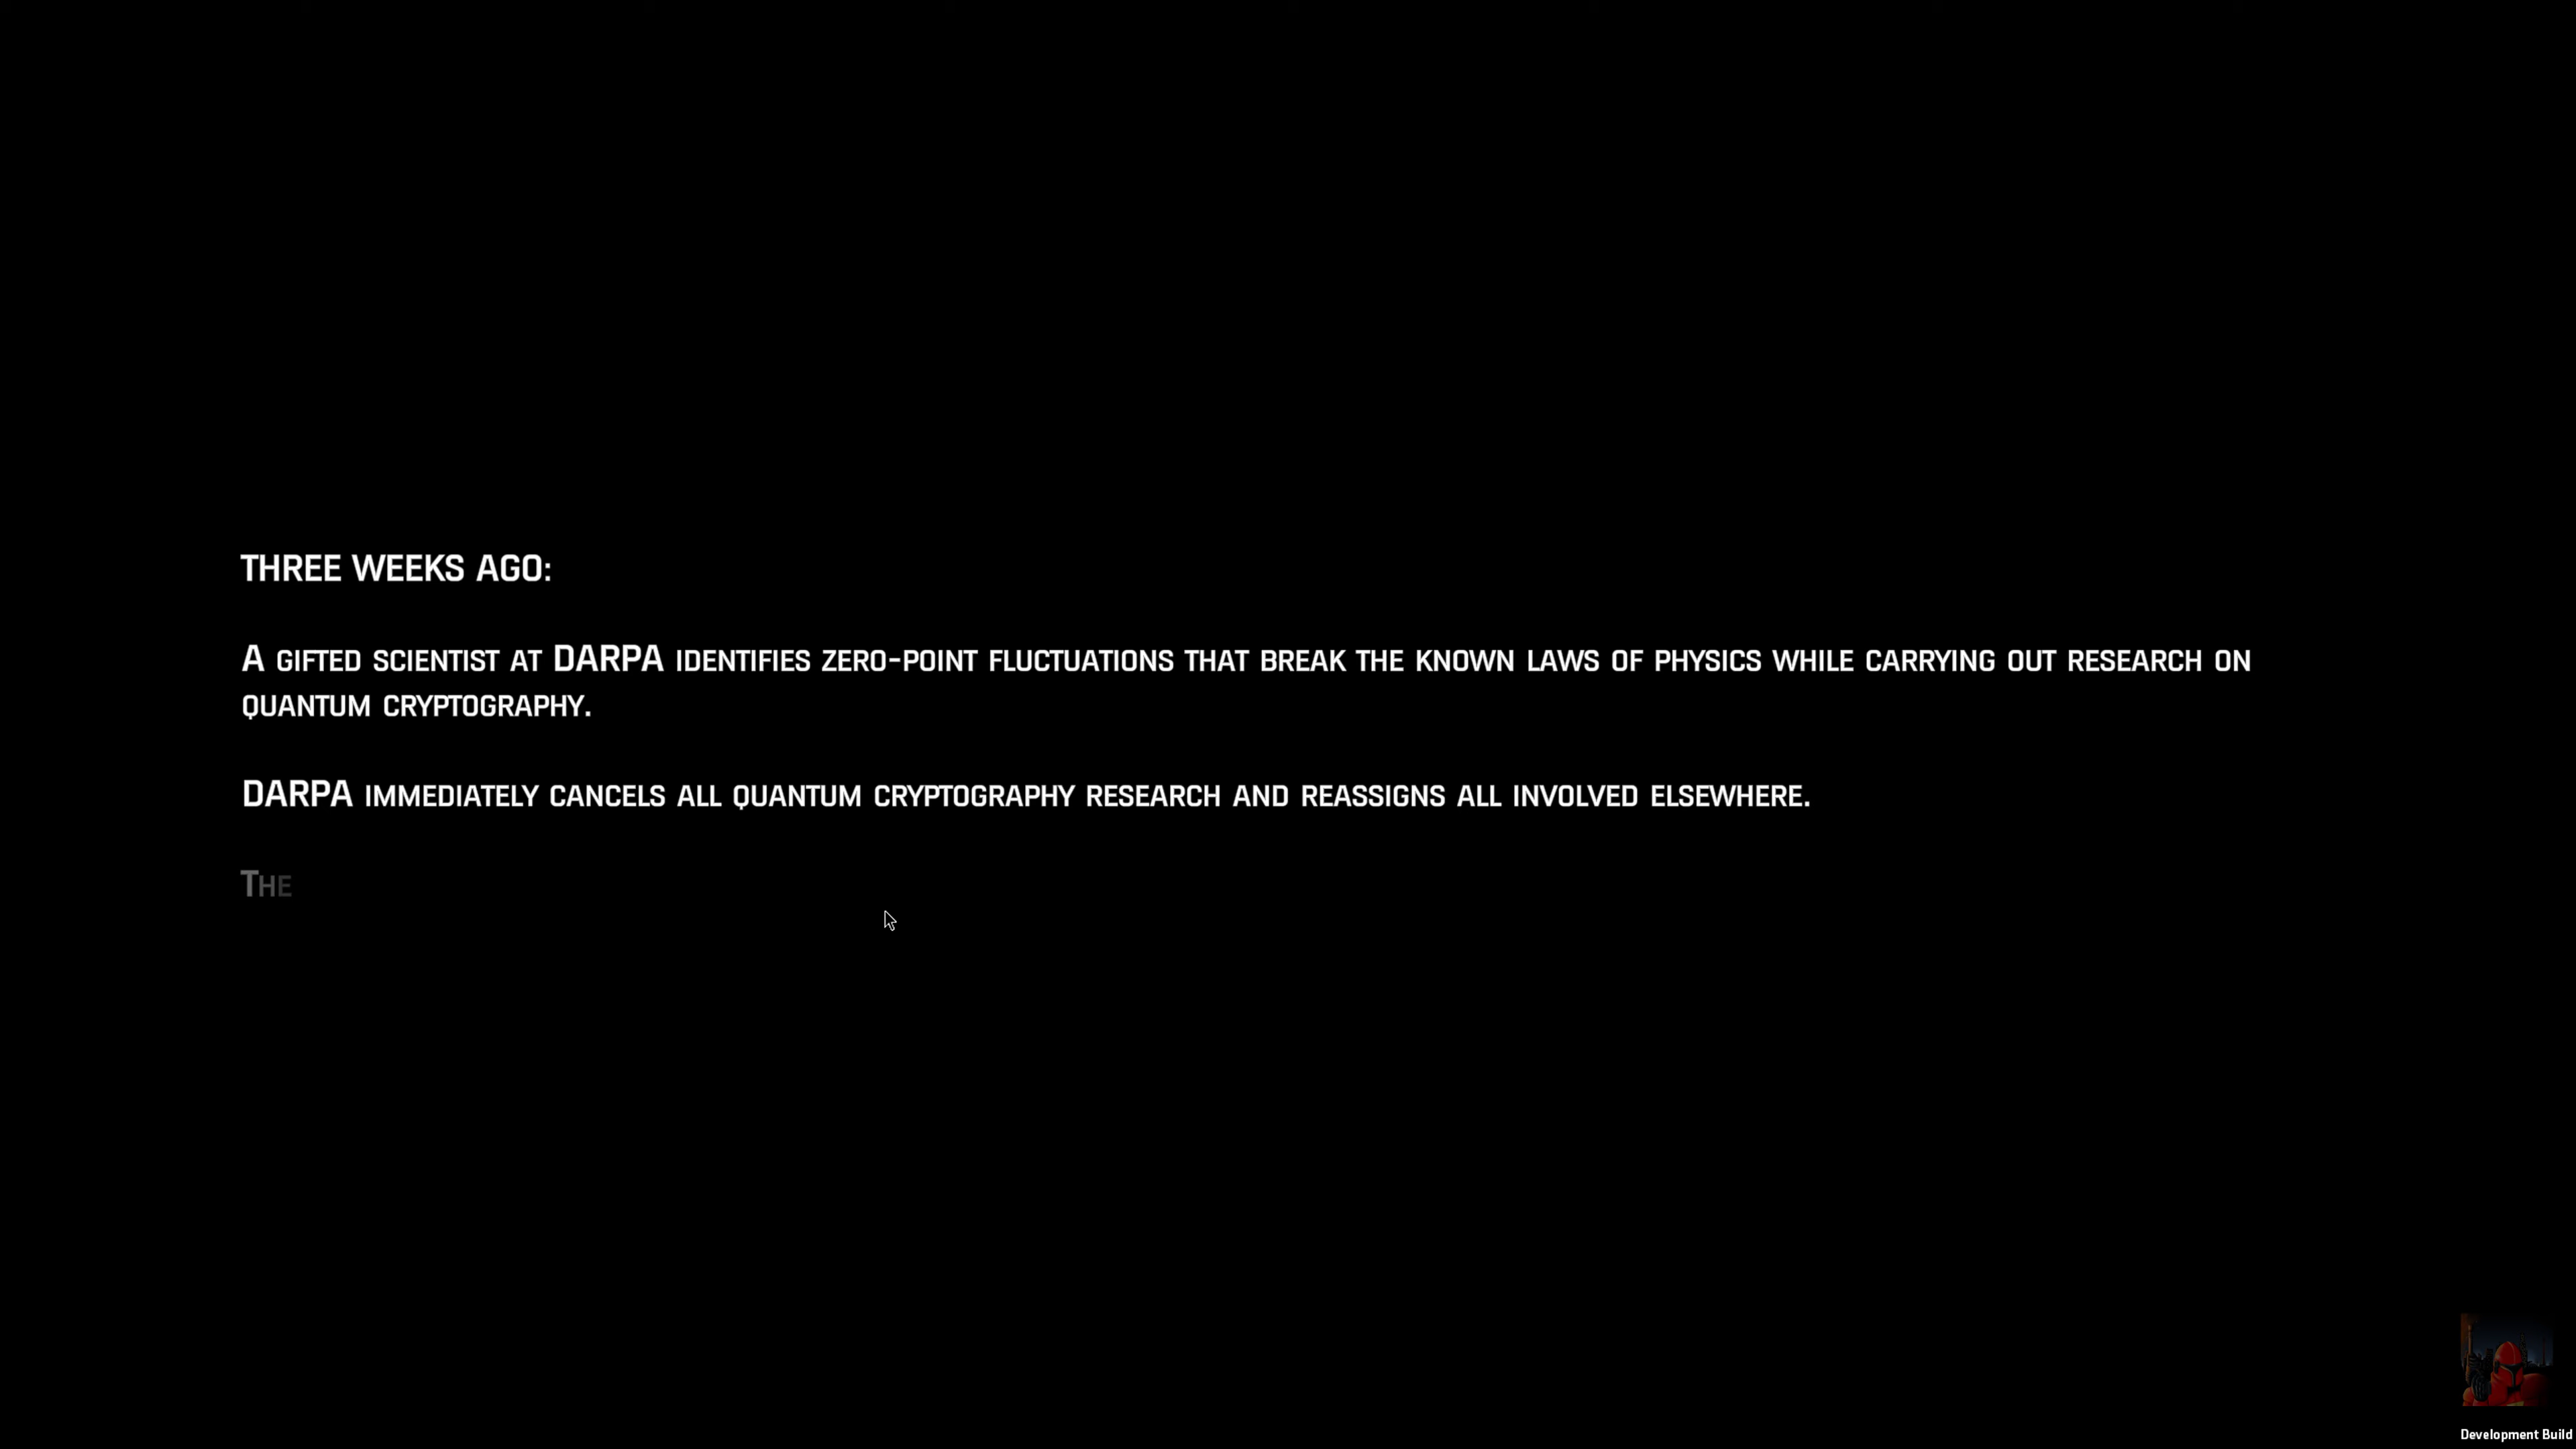 THREE WEEKS AGO:
A GIFTED SCIENTIST AT DARPA IDENTIFIES ZERO-POINT FLUCTUATIONS THAT BREAK THE KNOWN LAWS OF PHYSICS WHILE CARRYING OUT RESEARCH ON
QUANTUM CRYPTOGRAPHY.
DARPA IMMEDIATELY CANCELS ALL QUANTUM CRYPTOGRAPHY RESEARCH AND REASSIGNS ALL INVOLVED ELSEWHERE.
THE
Development Build